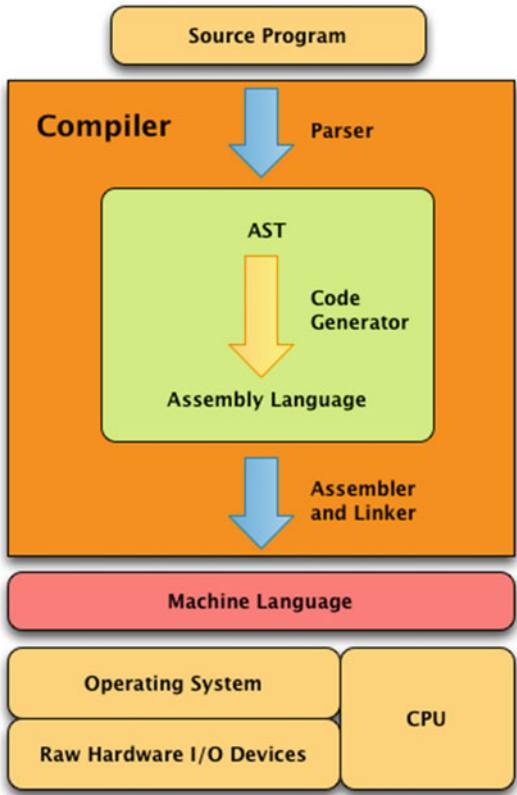 Source Program
Compiler
Parser
AST
Code
Generator
Assembly Language
Assembler
and Linker
Machine Language
Operating System
CPU
Raw Hardware I/O Devices